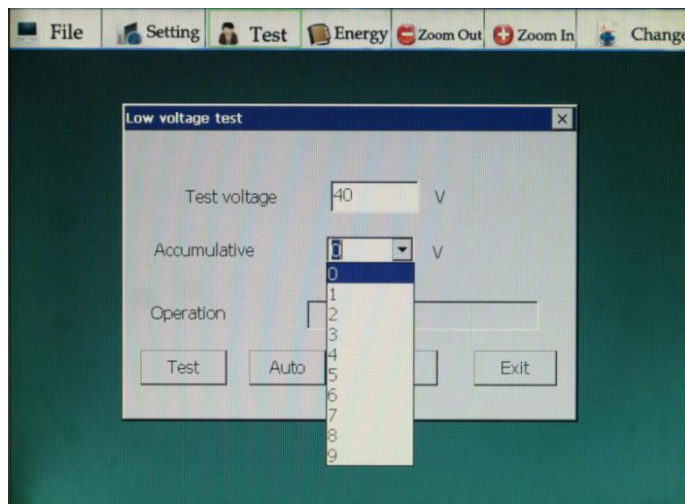 File Setting Test Energy Zoom Out Zoom In Change
Low voltage test
Test voltage 40 V
Accumulative 0 V
0
1
2
3
4
5
6
7
8
9
Operation
Test Auto Exit